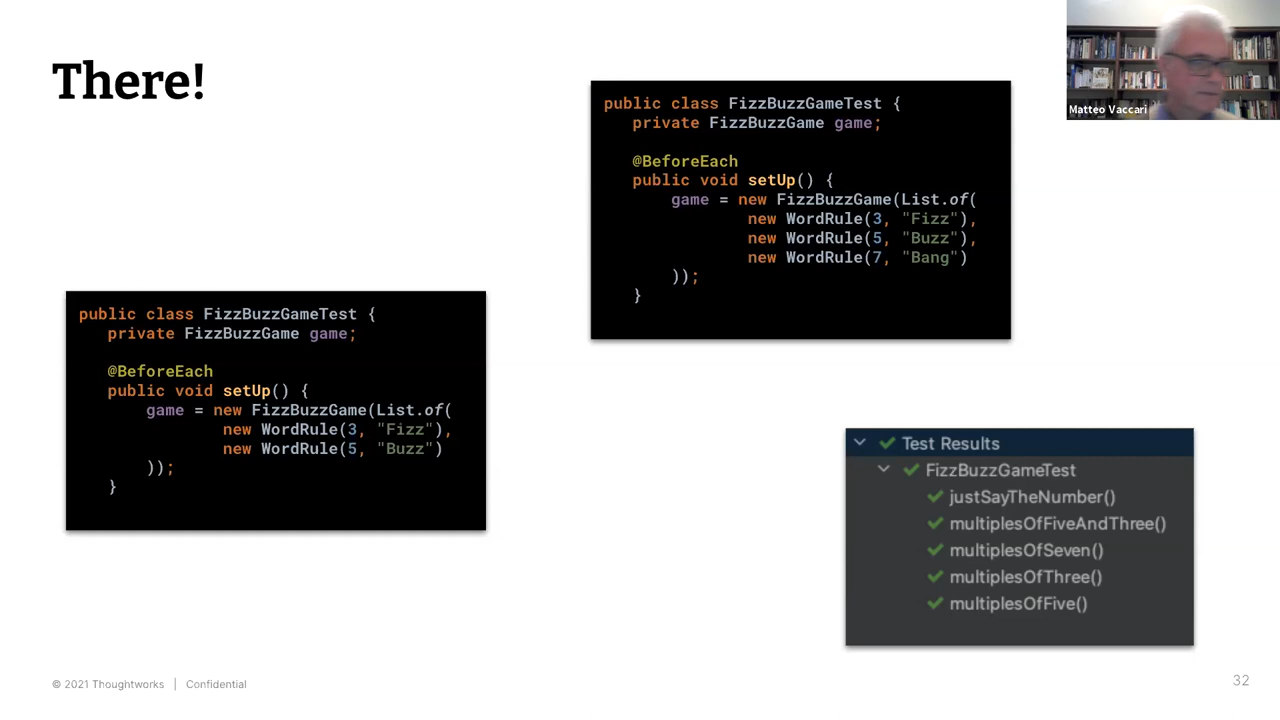 There!
Matteo Vaccari
public class FizzBuzzGameTest {
private FizzBuzzGame game;
@BeforeEach
public void setUp() {
game = new FizzBuzzGame(List.of(
new WordRule(3, "Fizz"),
new WordRule(5, "Buzz"),
new WordRule(7, "Bang")
));
}
public class FizzBuzzGameTest {
private FizzBuzzGame game;
@BeforeEach
public void setUp() {
game = new FizzBuzzGame(List.of(
new WordRule(3, "Fizz"),
new WordRule(5, "Buzz")
));
}
Test Results
FizzBuzzGameTest
justSayTheNumber()
multiplesOfFiveAndThree()
multiplesOfSeven()
multiplesOfThree()
multiplesOfFive()
© 2021 Thoughtworks | Confidential
32